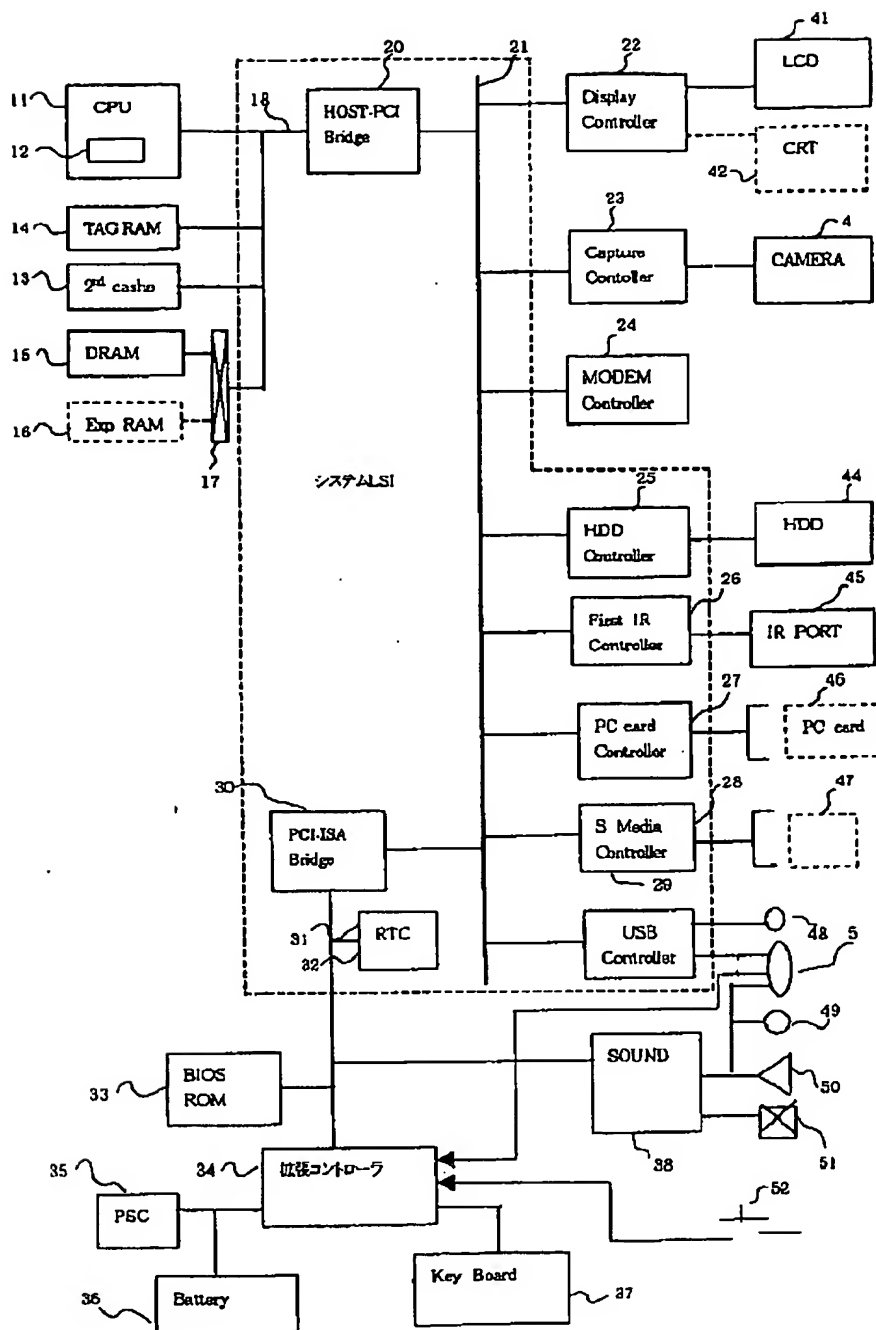 20
21
22
41
LCD
11
CPU
18
HOST-PCI
Bridge
Display
Controller
12
CRT
42
14
TAG RAM
23
4
13
2nd cashe
Capture
Contoller
CAMERA
15
DRAM
24
MODEM
Controller
16
Exp RAM
17
システムLSI
25
44
HDD
Controller
HDD
26
45
First IR
Controller
IR PORT
27
46
PC card
Controller
PC card
30
28
47
PCI-ISA
Bridge
S Media
Controller
29
31
RTC
32
USB
Controller
48
5
49
33
BIOS
ROM
SOUND
50
34
拡張コントローラ
38
51
35
PSC
52
36
Battery
Key Board
37